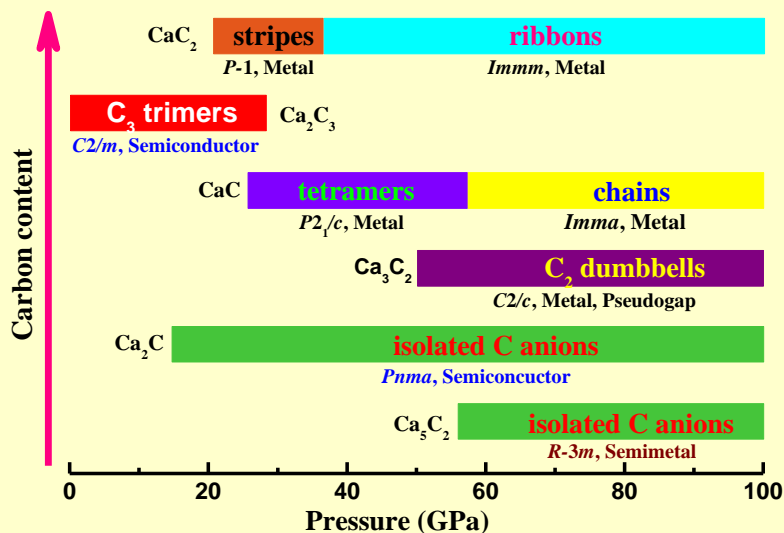 CaC₂ stripes ribbons
P-1, Metal Immm, Metal
C₃ trimers Ca₂C₃
C2/m, Semiconductor
CaC tetramers chains
P2₁/c, Metal Imma, Metal
Ca₃C₂ C₂ dumbbells
C2/c, Metal, Pseudogap
Ca₂C isolated C anions
Pnma, Semiconcuctor
Ca₅C₂ isolated C anions
R-3m, Semimetal
Carbon content
0 20 40 60 80 100
Pressure (GPa)